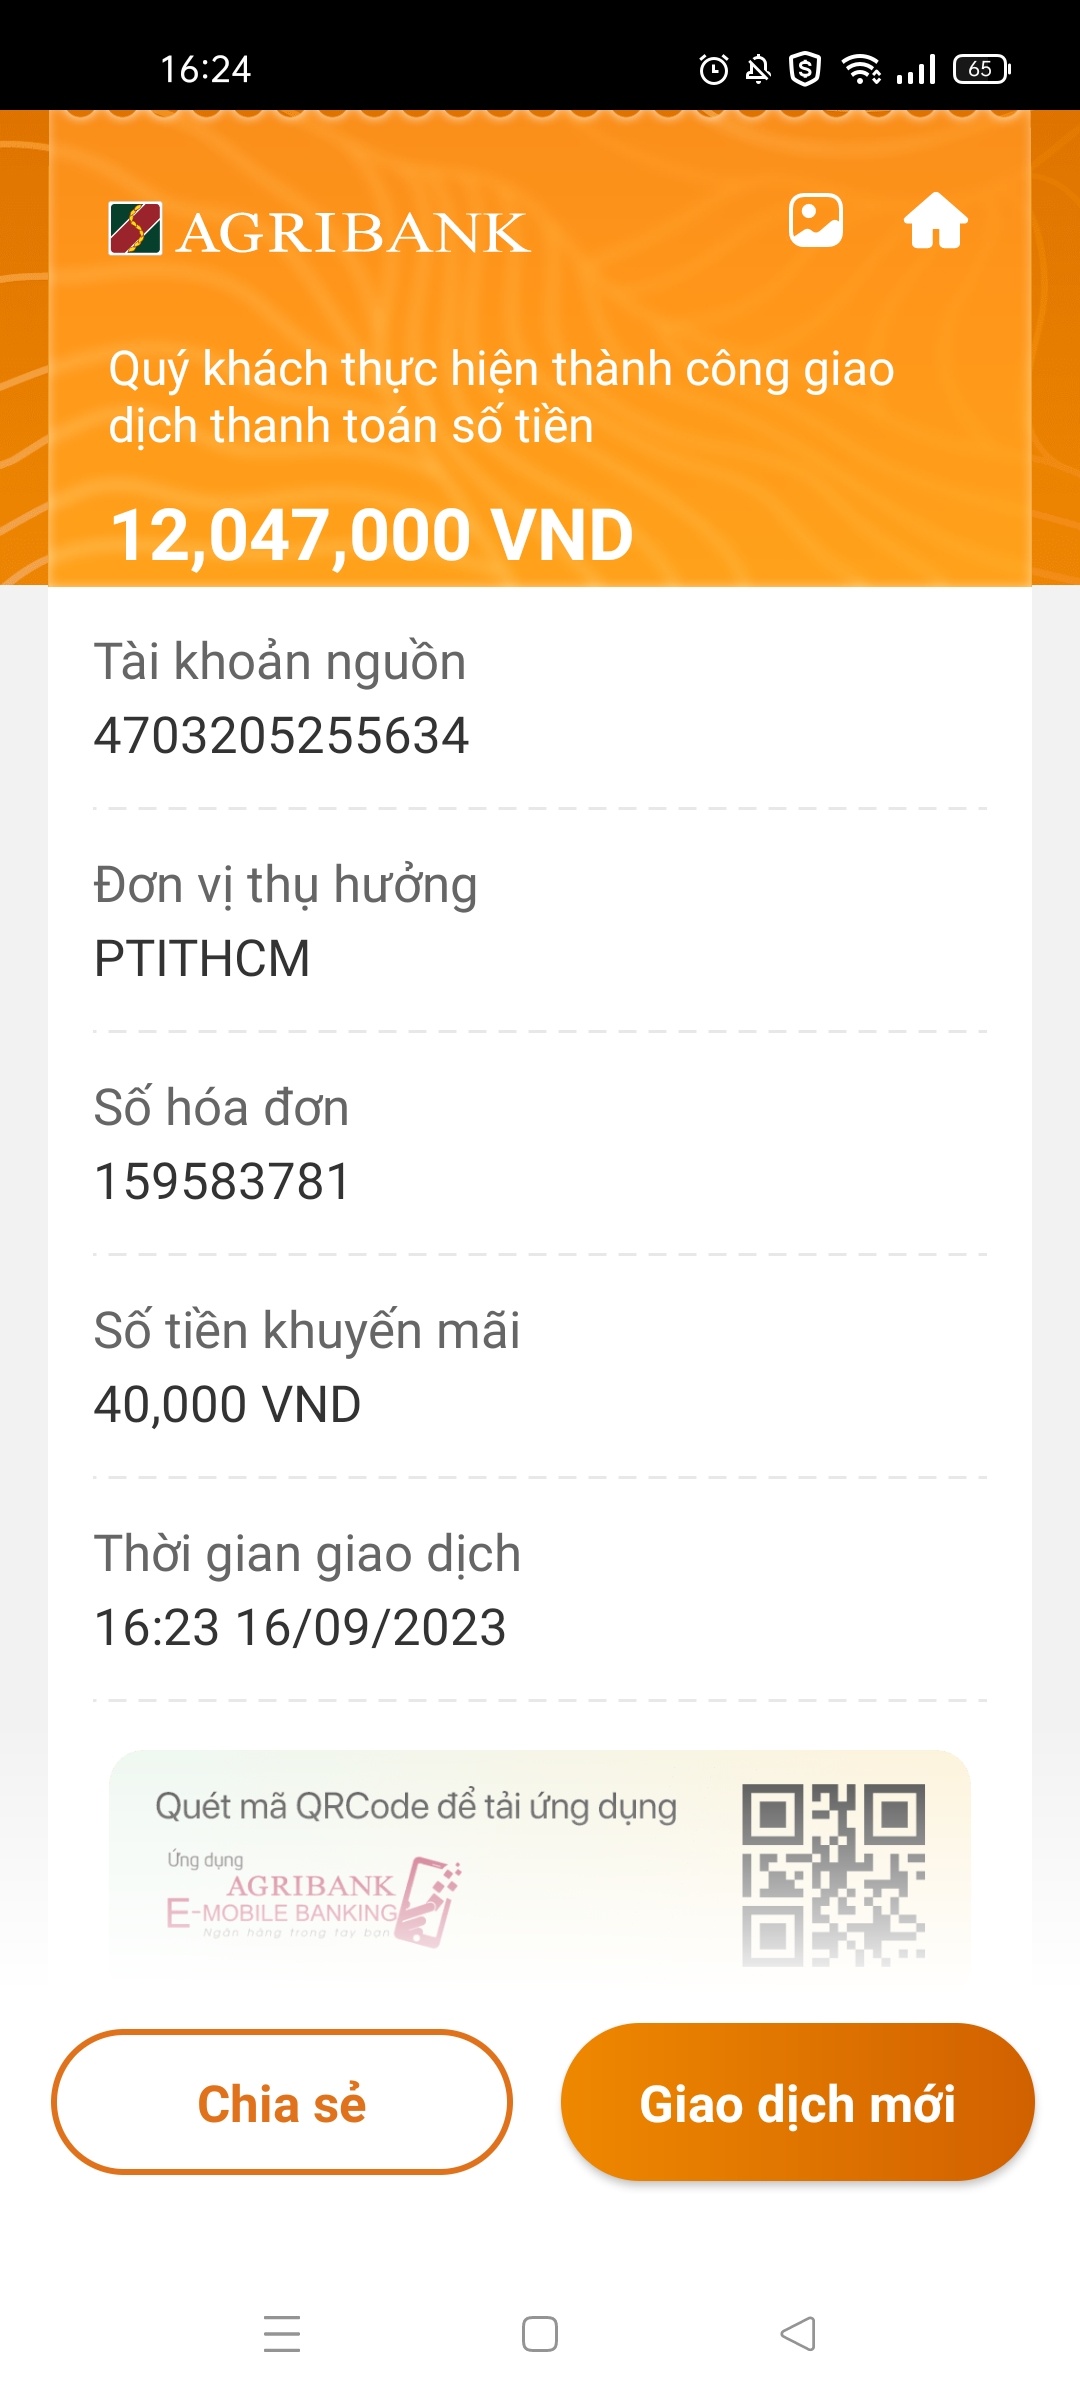 16:24
65
AGRIBANK
Quý khách thực hiện thành công giao
dịch thanh toán số tiền
12,047,000 VND
Tài khoản nguồn
4703205255634
Đơn vị thụ hưởng
PTITHCM
Số hóa đơn
159583781
Số tiền khuyến mãi
40,000 VND
Thời gian giao dịch
16:23 16/09/2023
Quét mã QRCode để tải ứng dụng
Ứng dụng
AGRIBANK
E-MOBILE BANKING
Ngân hàng trong tay bạn
Chia sẻ
Giao dịch mới